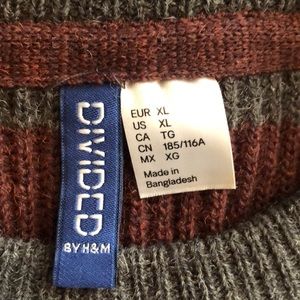 DIVIDED
BY H&M
EUR XL
US XL
CA TG
CN 185/116A
MX XG
Made in
Bangladesh